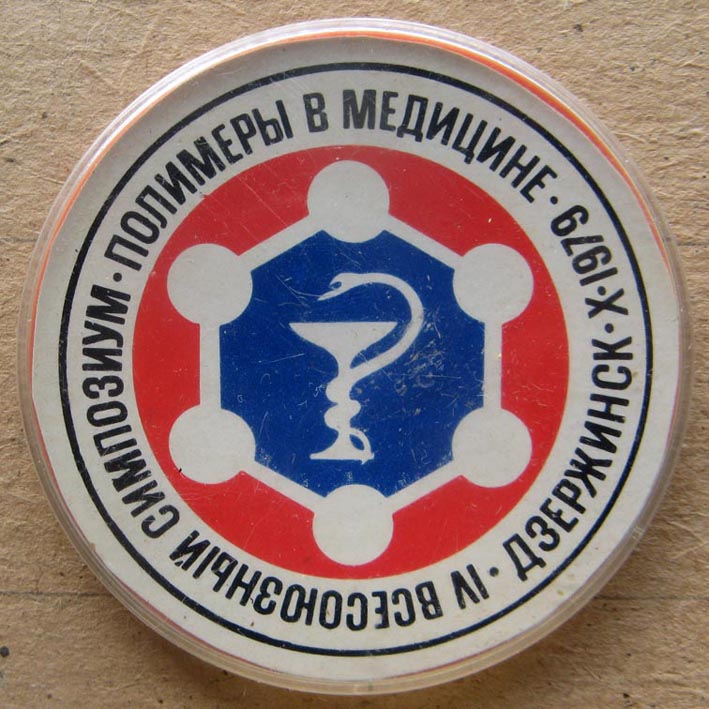 IV ВСЕСОЮЗНЫЙ СИМПОЗИУМ · ПОЛИМЕРЫ В МЕДИЦИНЕ · X · 1979 · ДЗЕРЖИНСК ·